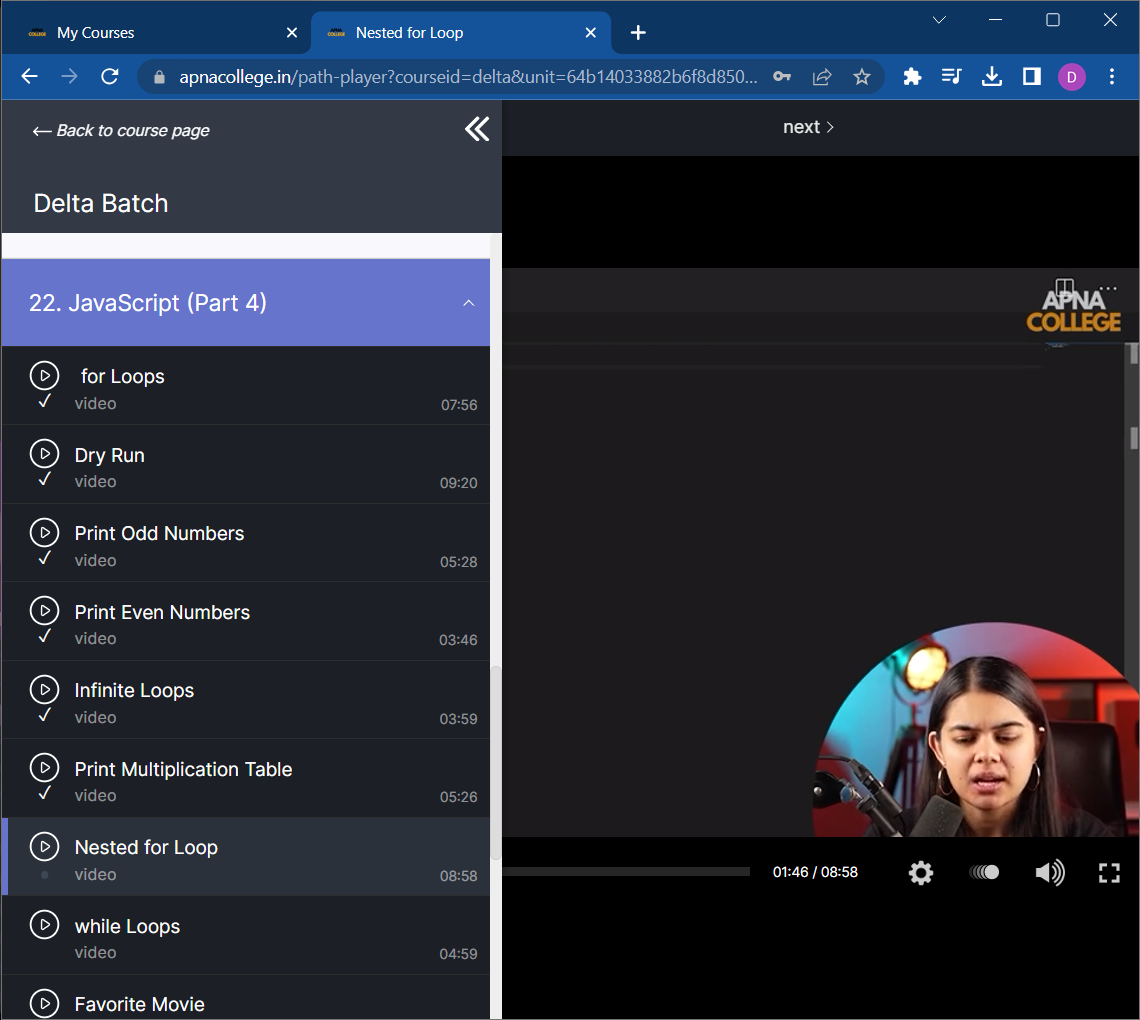 My Courses
Nested for Loop
apnacollege.in/path-player?courseid=delta&unit=64b14033882b6f8d850...
D
← Back to course page
next >
Delta Batch
22. JavaScript (Part 4)
APNA
COLLEGE
for Loops
video
07:56
Dry Run
video
09:20
Print Odd Numbers
video
05:28
Print Even Numbers
video
03:46
Infinite Loops
video
03:59
Print Multiplication Table
video
05:26
Nested for Loop
video
08:58
01:46 / 08:58
while Loops
video
04:59
Favorite Movie